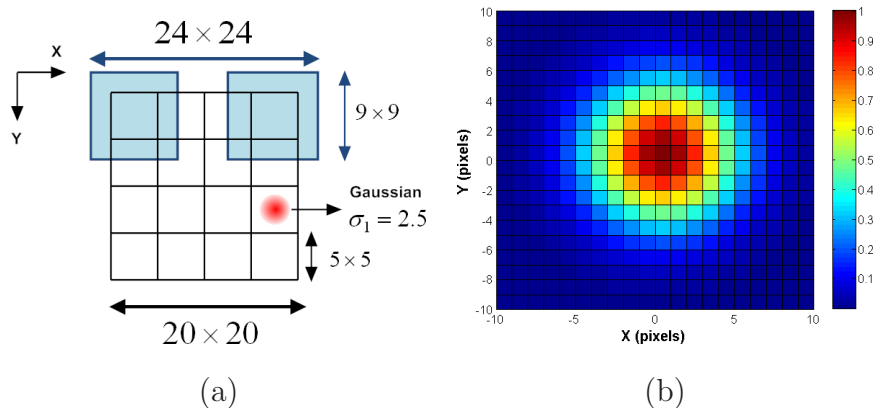 24 × 24
X
Y
9 × 9
Gaussian
σ₁ = 2.5
5 × 5
20 × 20
(a)
10
8
6
4
2
0
-2
-4
-6
-8
-10
Y (pixels)
-10
-5
0
5
10
X (pixels)
1
0.9
0.8
0.7
0.6
0.5
0.4
0.3
0.2
0.1
(b)